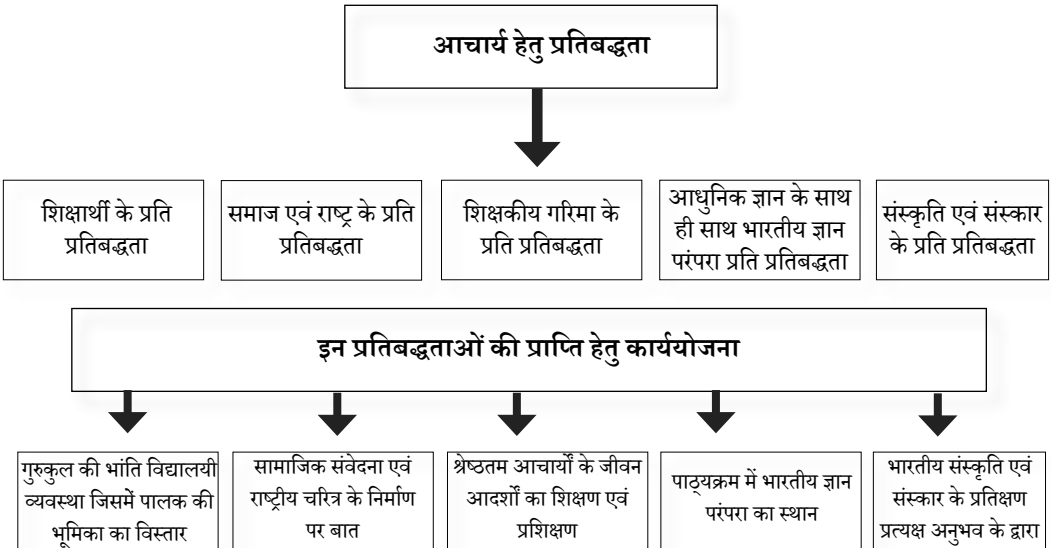 आचार्य हेतु प्रतिबद्धता
शिक्षार्थी के प्रति
प्रतिबद्धता
समाज एवं राष्ट्र के प्रति
प्रतिबद्धता
शिक्षकीय गरिमा के
प्रति प्रतिबद्धता
आधुनिक ज्ञान के साथ
ही साथ भारतीय ज्ञान
परंपरा प्रति प्रतिबद्धता
संस्कृति एवं संस्कार
के प्रति प्रतिबद्धता
इन प्रतिबद्धताओं की प्राप्ति हेतु कार्ययोजना
गुरुकुल की भांति विद्यालयी
व्यवस्था जिसमें पालक की
भूमिका का विस्तार
सामाजिक संवेदना एवं
राष्ट्रीय चरित्र के निर्माण
पर बात
श्रेष्ठतम आचार्यों के जीवन
आदर्शों का शिक्षण एवं
प्रशिक्षण
पाठ्यक्रम में भारतीय ज्ञान
परंपरा का स्थान
भारतीय संस्कृति एवं
संस्कार के प्रतिक्षण
प्रत्यक्ष अनुभव के द्वारा